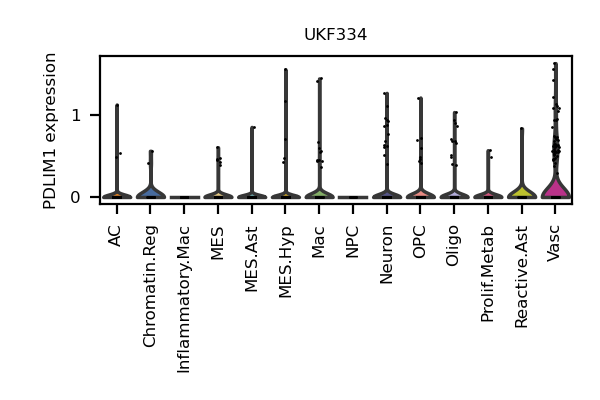 UKF334
PDLIM1 expression
1
0
AC
Chromatin.Reg
Inflammatory.Mac
MES
MES.Ast
MES.Hyp
Mac
NPC
Neuron
OPC
Oligo
Prolif.Metab
Reactive.Ast
Vasc